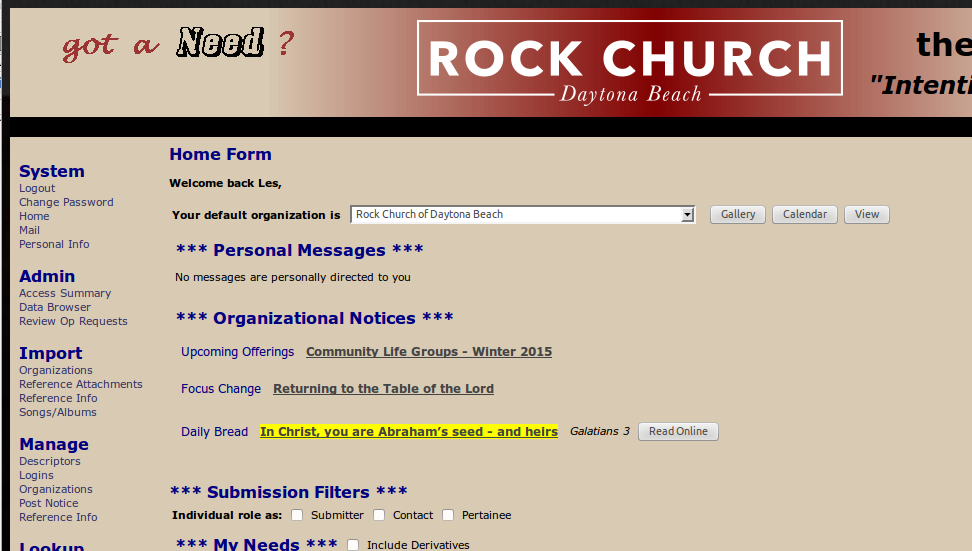 got a Need ?
ROCK CHURCH
Daytona Beach
the
"Intenti
Home Form
Welcome back Les,
Your default organization is Rock Church of Daytona Beach Gallery Calendar View
*** Personal Messages ***
No messages are personally directed to you
*** Organizational Notices ***
Upcoming Offerings Community Life Groups - Winter 2015
Focus Change Returning to the Table of the Lord
Daily Bread In Christ, you are Abraham's seed - and heirs Galatians 3 Read Online
*** Submission Filters ***
Individual role as: Submitter Contact Pertainee
*** My Needs *** Include Derivatives
System
Logout
Change Password
Home
Mail
Personal Info
Admin
Access Summary
Data Browser
Review Op Requests
Import
Organizations
Reference Attachments
Reference Info
Songs/Albums
Manage
Descriptors
Logins
Organizations
Post Notice
Reference Info
Lookup